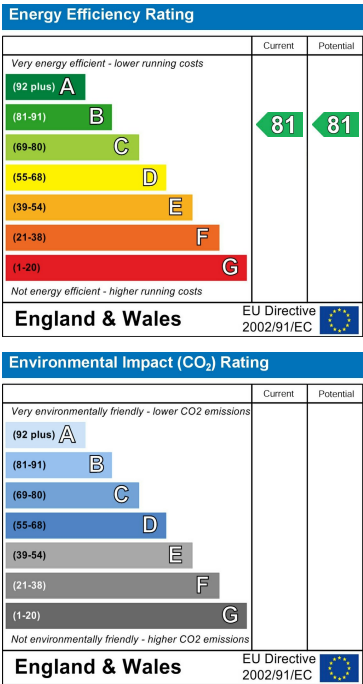 Energy Efficiency Rating
Current Potential
Very energy efficient - lower running costs
(92 plus) A
(81-91) B 81 81
(69-80) C
(55-68) D
(39-54) E
(21-38) F
(1-20) G
Not energy efficient - higher running costs
England & Wales EU Directive
2002/91/EC
Environmental Impact (CO₂) Rating
Current Potential
Very environmentally friendly - lower CO2 emissions
(92 plus) A
(81-91) B
(69-80) C
(55-68) D
(39-54) E
(21-38) F
(1-20) G
Not environmentally friendly - higher CO2 emissions
England & Wales EU Directive
2002/91/EC